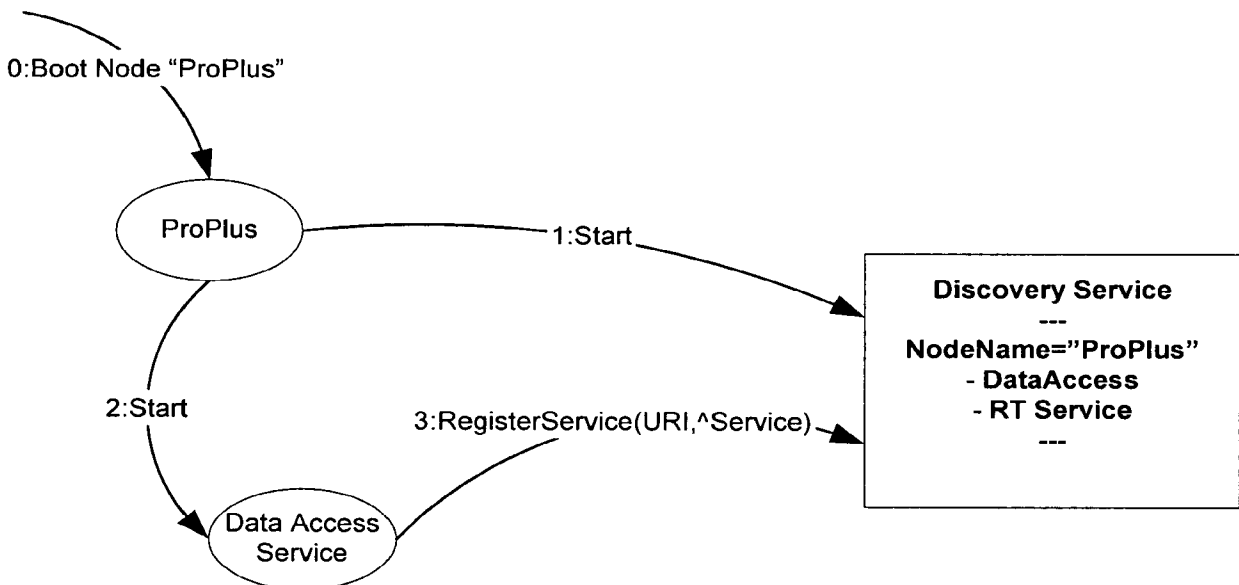 0:Boot Node “ProPlus”
ProPlus
1:Start
Discovery Service
---
NodeName=”ProPlus”
- DataAccess
- RT Service
---
2:Start
3:RegisterService(URI,^Service)
Data Access
Service